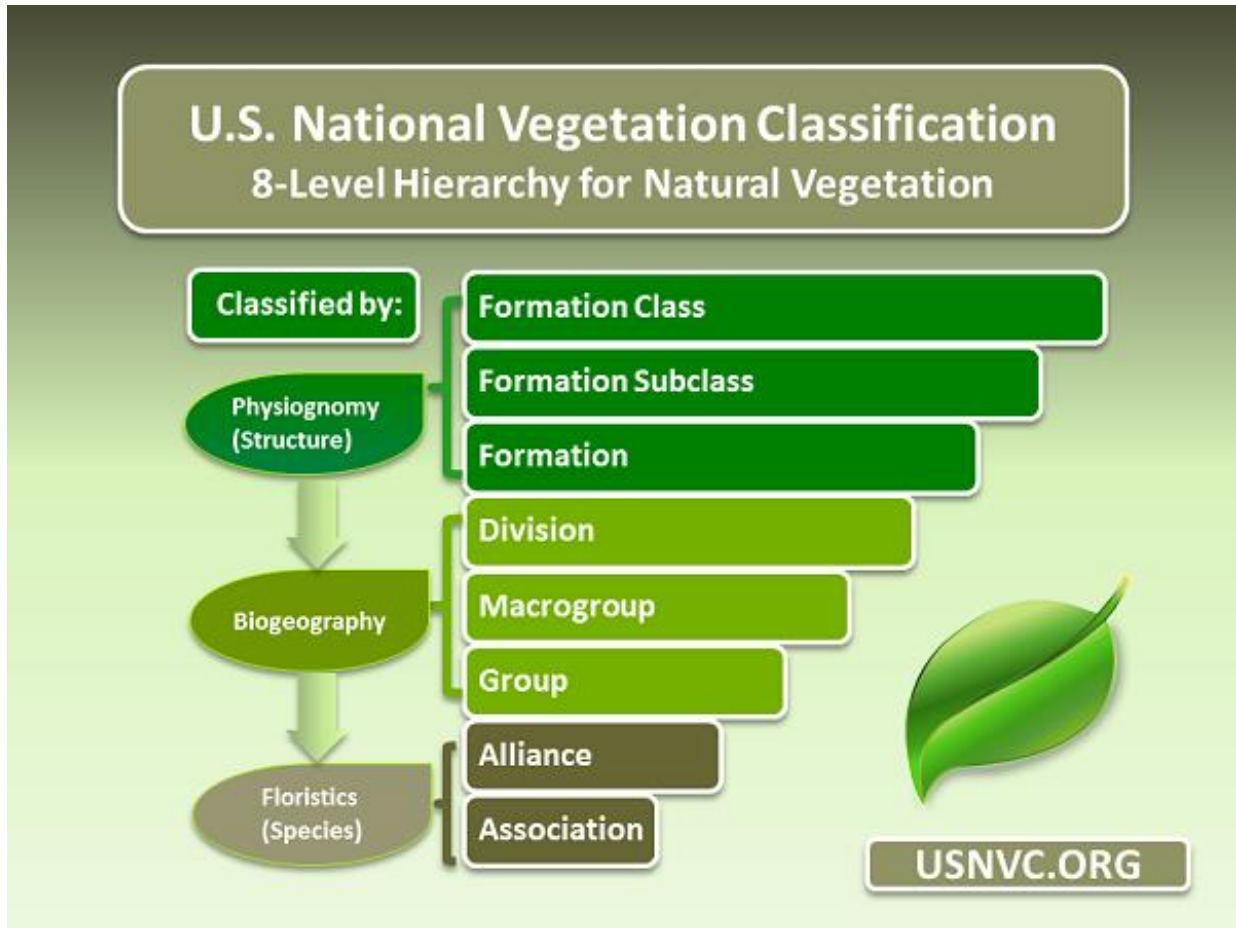 U.S. National Vegetation Classification
8-Level Hierarchy for Natural Vegetation
Classified by:
Formation Class
Formation Subclass
Physiognomy
(Structure)
Formation
Division
Biogeography
Macrogroup
Group
Alliance
Floristics
(Species)
Association
USNVC.ORG